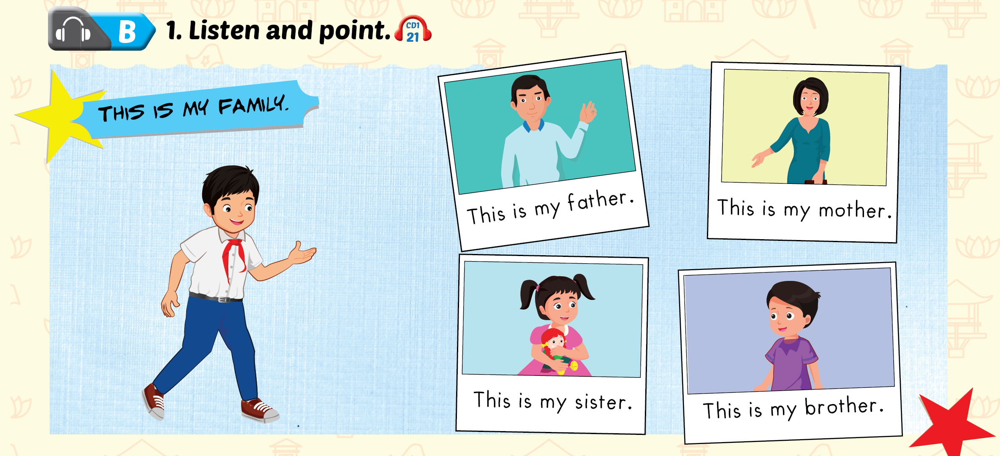 B 1. Listen and point. CD1 21
THIS IS MY FAMILY.
This is my father.
This is my mother.
This is my sister.
This is my brother.